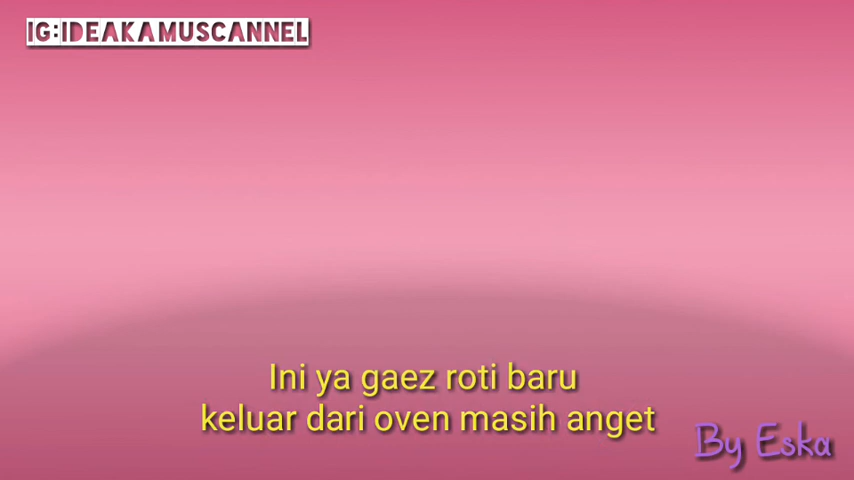 IG:IDEAKAMUSCANNEL
Ini ya gaez roti baru
keluar dari oven masih anget
By Eska